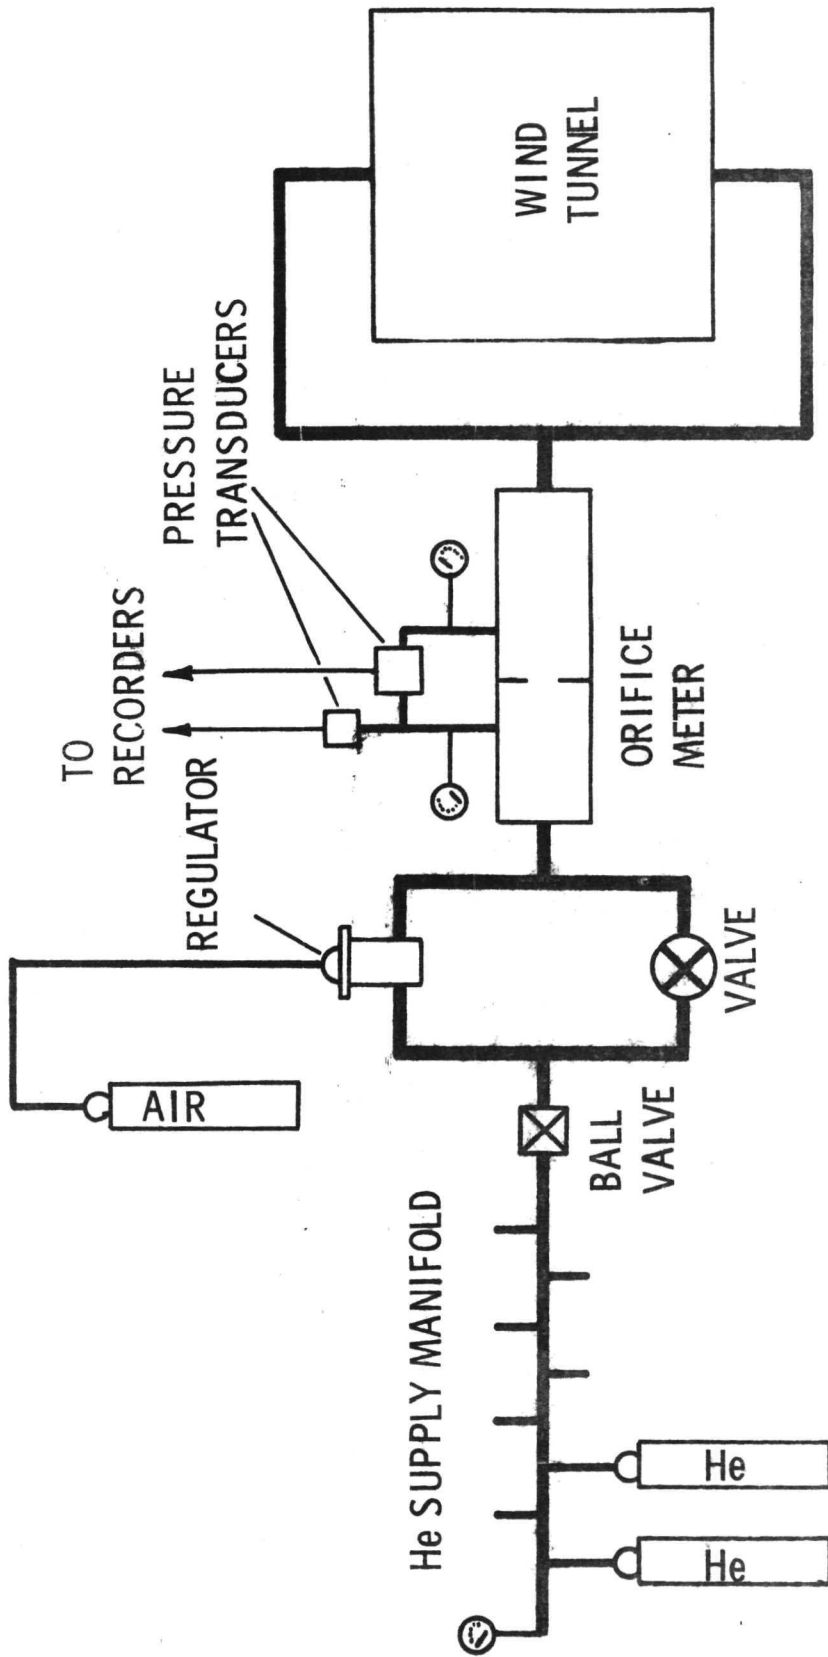 TO
RECORDERS
PRESSURE
TRANSDUCERS
REGULATOR
AIR
WIND
TUNNEL
He SUPPLY MANIFOLD
BALL
VALVE
VALVE
ORIFICE
METER
He
He